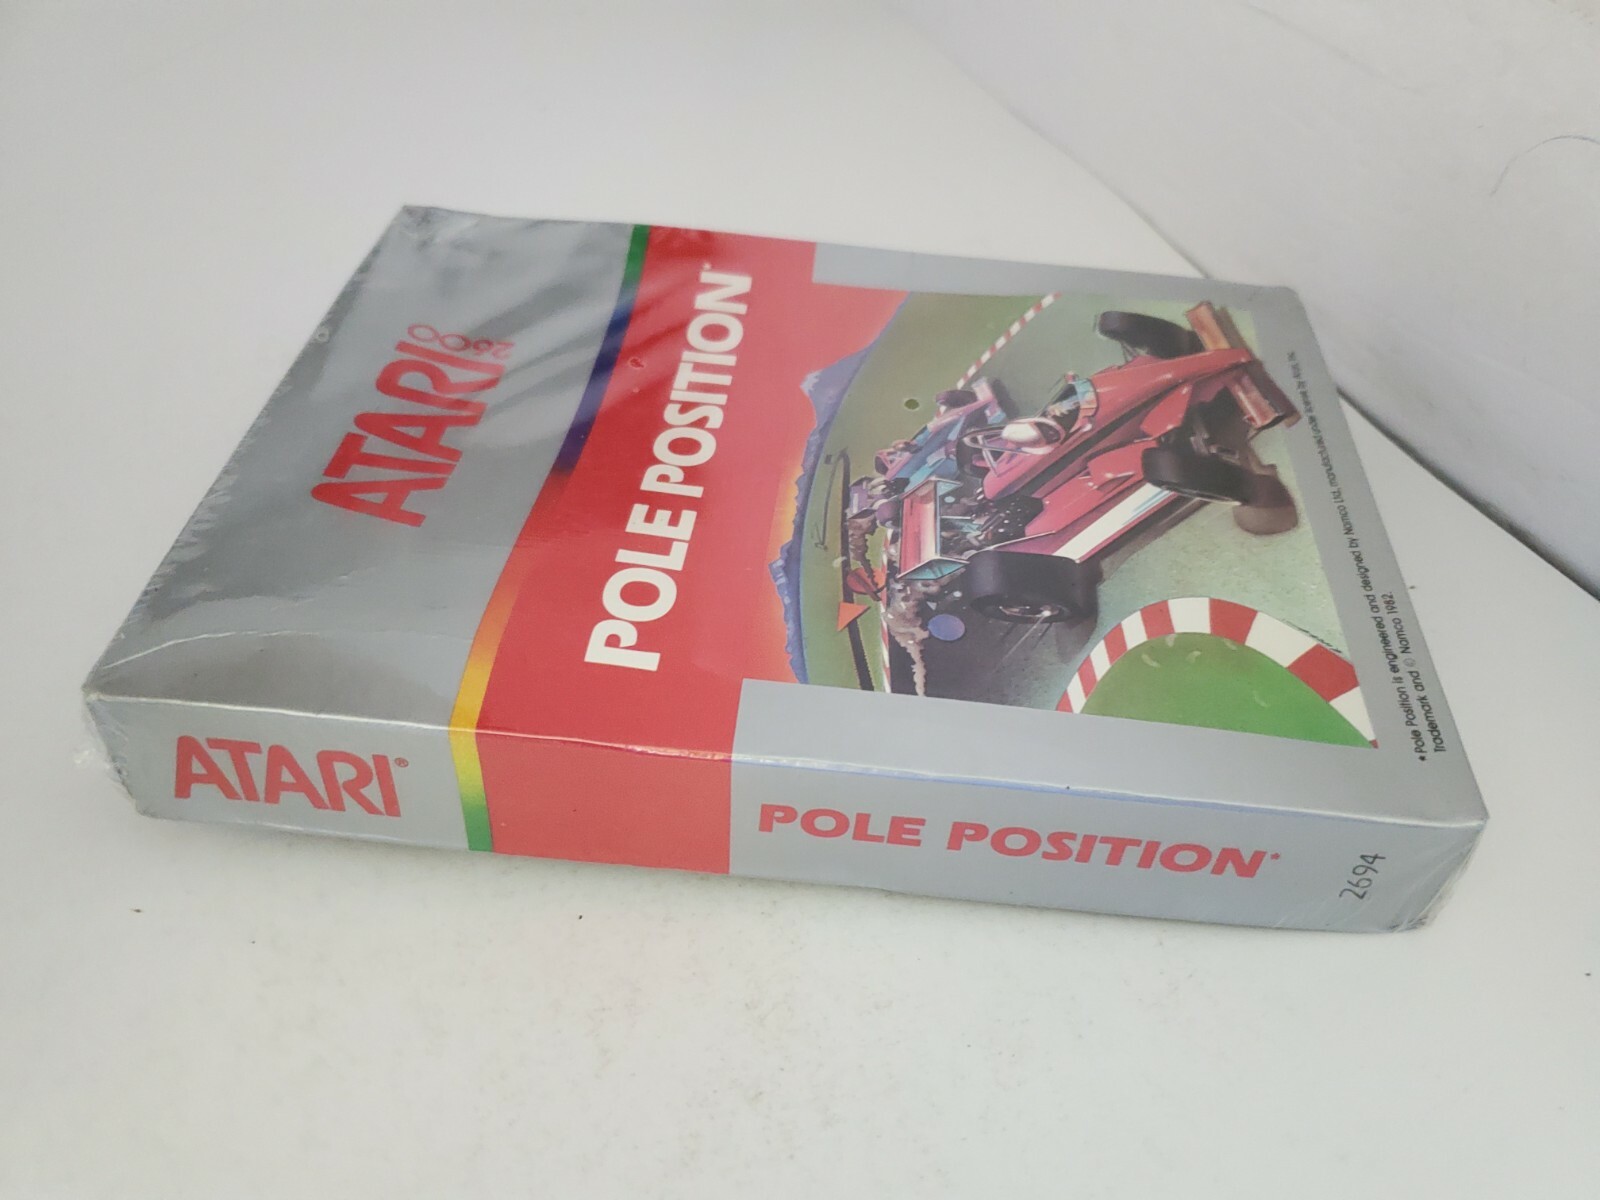 ATARI
2600
POLE POSITION*
* Pole Position is engineered and designed by Namco Ltd., manufactured under license by Atari, Inc.
Trademark and © Namco 1982.
ATARI®
POLE POSITION*
2694